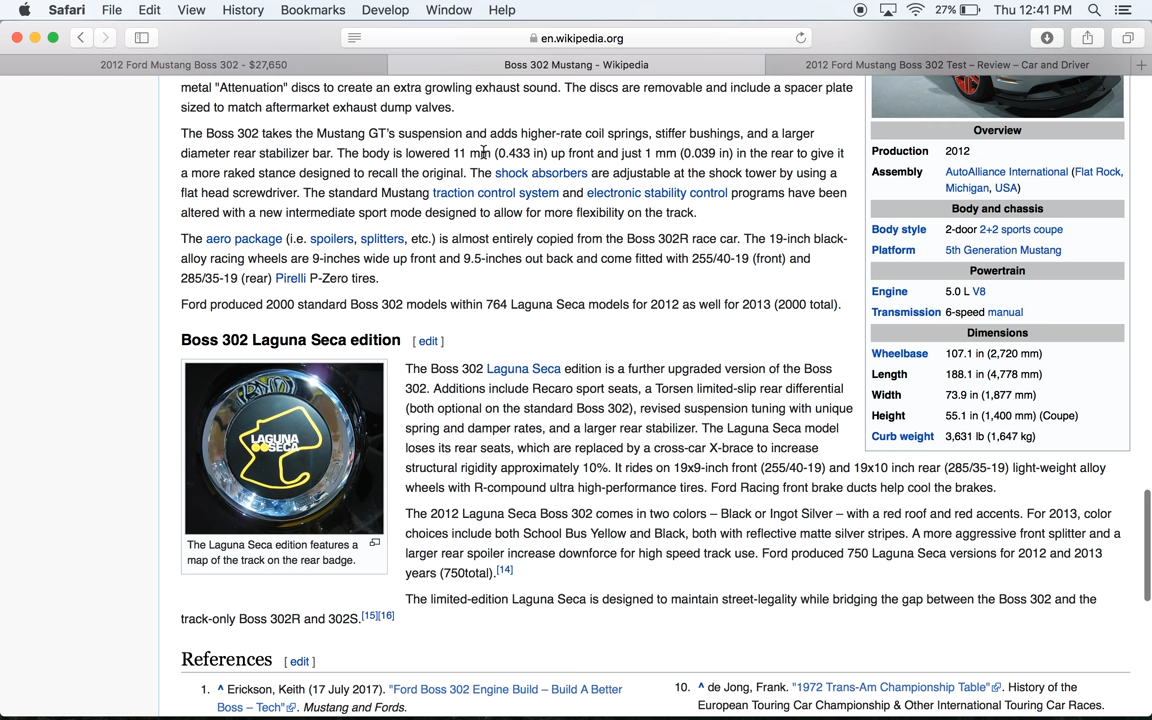 Safari File Edit View History Bookmarks Develop Window Help 27% Thu 12:41 PM
en.wikipedia.org
2012 Ford Mustang Boss 302 - $27,650 Boss 302 Mustang - Wikipedia 2012 Ford Mustang Boss 302 Test – Review – Car and Driver
metal "Attenuation" discs to create an extra growling exhaust sound. The discs are removable and include a spacer plate
sized to match aftermarket exhaust dump valves.
The Boss 302 takes the Mustang GT's suspension and adds higher-rate coil springs, stiffer bushings, and a larger
diameter rear stabilizer bar. The body is lowered 11 mm (0.433 in) up front and just 1 mm (0.039 in) in the rear to give it
a more raked stance designed to recall the original. The shock absorbers are adjustable at the shock tower by using a
flat head screwdriver. The standard Mustang traction control system and electronic stability control programs have been
altered with a new intermediate sport mode designed to allow for more flexibility on the track.
The aero package (i.e. spoilers, splitters, etc.) is almost entirely copied from the Boss 302R race car. The 19-inch black-
alloy racing wheels are 9-inches wide up front and 9.5-inches out back and come fitted with 255/40-19 (front) and
285/35-19 (rear) Pirelli P-Zero tires.
Ford produced 2000 standard Boss 302 models within 764 Laguna Seca models for 2012 as well for 2013 (2000 total).
Overview
Production 2012
Assembly AutoAlliance International (Flat Rock,
Michigan, USA)
Body and chassis
Body style 2-door 2+2 sports coupe
Platform 5th Generation Mustang
Powertrain
Engine 5.0 L V8
Transmission 6-speed manual
Dimensions
Wheelbase 107.1 in (2,720 mm)
Length 188.1 in (4,778 mm)
Width 73.9 in (1,877 mm)
Height 55.1 in (1,400 mm) (Coupe)
Curb weight 3,631 lb (1,647 kg)
Boss 302 Laguna Seca edition [ edit ]
LAGUNA
SECA
The Laguna Seca edition features a
map of the track on the rear badge.
The Boss 302 Laguna Seca edition is a further upgraded version of the Boss
302. Additions include Recaro sport seats, a Torsen limited-slip rear differential
(both optional on the standard Boss 302), revised suspension tuning with unique
spring and damper rates, and a larger rear stabilizer. The Laguna Seca model
loses its rear seats, which are replaced by a cross-car X-brace to increase
structural rigidity approximately 10%. It rides on 19x9-inch front (255/40-19) and 19x10 inch rear (285/35-19) light-weight alloy
wheels with R-compound ultra high-performance tires. Ford Racing front brake ducts help cool the brakes.
The 2012 Laguna Seca Boss 302 comes in two colors – Black or Ingot Silver – with a red roof and red accents. For 2013, color
choices include both School Bus Yellow and Black, both with reflective matte silver stripes. A more aggressive front splitter and a
larger rear spoiler increase downforce for high speed track use. Ford produced 750 Laguna Seca versions for 2012 and 2013
years (750total).[14]
The limited-edition Laguna Seca is designed to maintain street-legality while bridging the gap between the Boss 302 and the
track-only Boss 302R and 302S.[15][16]
References [ edit ]
1. ^ Erickson, Keith (17 July 2017). "Ford Boss 302 Engine Build – Build A Better
Boss – Tech". Mustang and Fords.
10. ^ de Jong, Frank. "1972 Trans-Am Championship Table". History of the
European Touring Car Championship & Other International Touring Car Races.